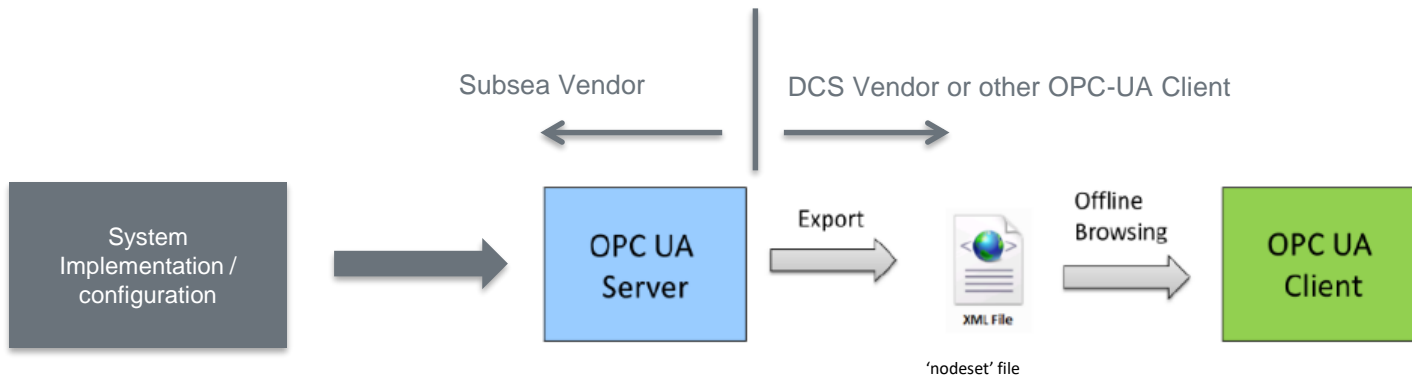 Subsea Vendor
DCS Vendor or other OPC-UA Client
System
Implementation /
configuration
OPC UA
Server
Export
XML File
'nodeset' file
Offline
Browsing
OPC UA
Client